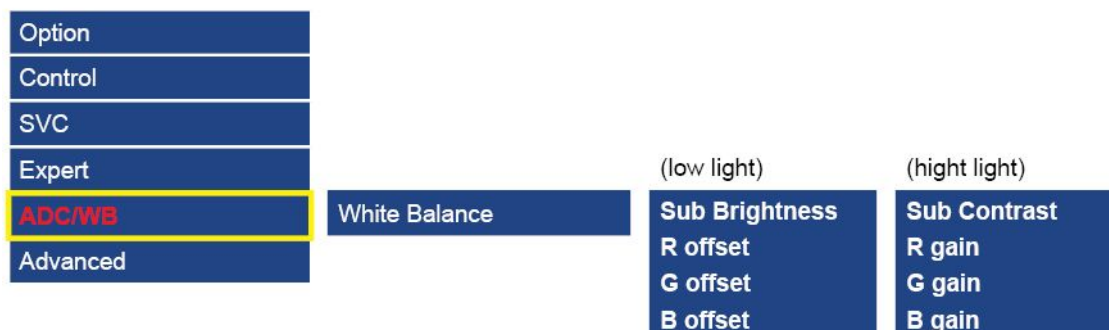 Option
Control
SVC
Expert
ADC/WB
Advanced
White Balance
(low light)
Sub Brightness
R offset
G offset
B offset
(hight light)
Sub Contrast
R gain
G gain
B gain